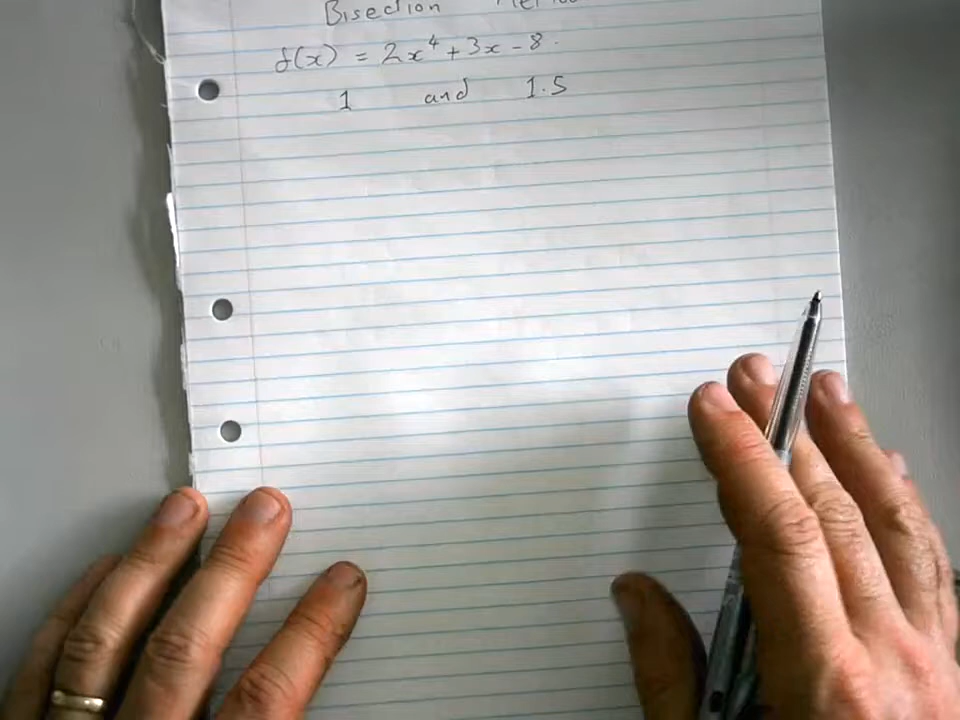 Bisection
f(x) = 2x⁴ + 3x - 8.
1 and 1.5